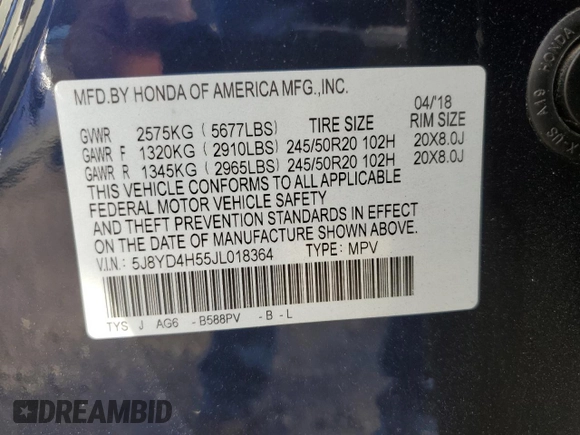 MFD.BY HONDA OF AMERICA MFG.,INC.
04/'18
GVWR 2575KG (5677LBS) TIRE SIZE RIM SIZE
GAWR F 1320KG (2910LBS) 245/50R20 102H 20X8.0J
GAWR R 1345KG (2965LBS) 245/50R20 102H 20X8.0J
THIS VEHICLE CONFORMS TO ALL APPLICABLE
FEDERAL MOTOR VEHICLE SAFETY
AND THEFT PREVENTION STANDARDS IN EFFECT
ON THE DATE OF MANUFACTURE SHOWN ABOVE.
V.I.N.: 5J8YD4H55JL018364 TYPE: MPV
TYS J AG6 -B588PV -B-L
X-US A19 HONDA
DREAMBID